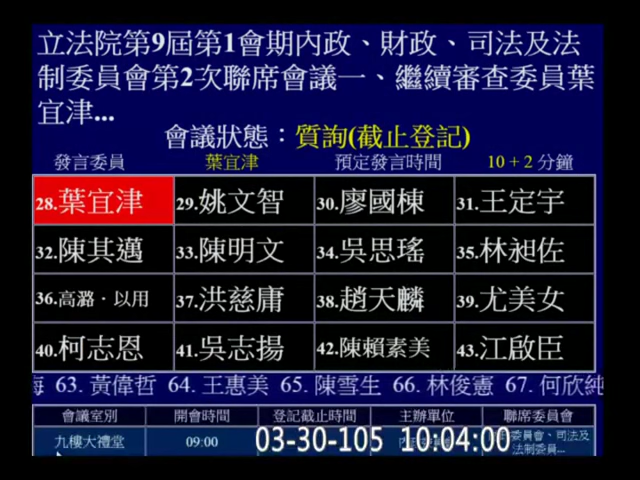 立法院第9屆第1會期內政、財政、司法及法
制委員會第2次聯席會議一、繼續審查委員葉
宜津...
會議狀態：質詢(截止登記)
發言委員 葉宜津 預定發言時間 10 + 2 分鐘
28.葉宜津 29.姚文智 30.廖國棟 31.王定宇
32.陳其邁 33.陳明文 34.吳思瑤 35.林昶佐
36.高潞．以用 37.洪慈庸 38.趙天麟 39.尤美女
40.柯志恩 41.吳志揚 42.陳賴素美 43.江啟臣
63. 黃偉哲 64. 王惠美 65. 陳雪生 66. 林俊憲 67. 何欣純
會議室別 開會時間 登記截止時間 主辦單位 聯席委員會
九樓大禮堂 09:00 03-30-105 10:04:00 委員會、司法及
法制委員...